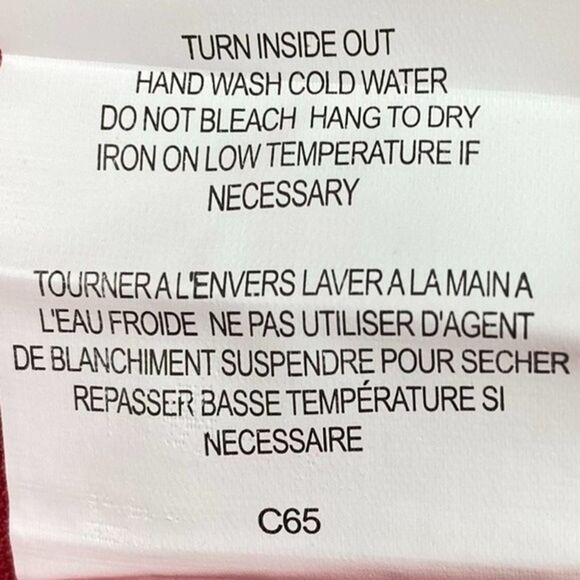 TURN INSIDE OUT
HAND WASH COLD WATER
DO NOT BLEACH HANG TO DRY
IRON ON LOW TEMPERATURE IF
NECESSARY
TOURNER A L'ENVERS LAVER A LA MAIN A
L'EAU FROIDE NE PAS UTILISER D'AGENT
DE BLANCHIMENT SUSPENDRE POUR SECHER
REPASSER BASSE TEMPÉRATURE SI
NECESSAIRE
C65